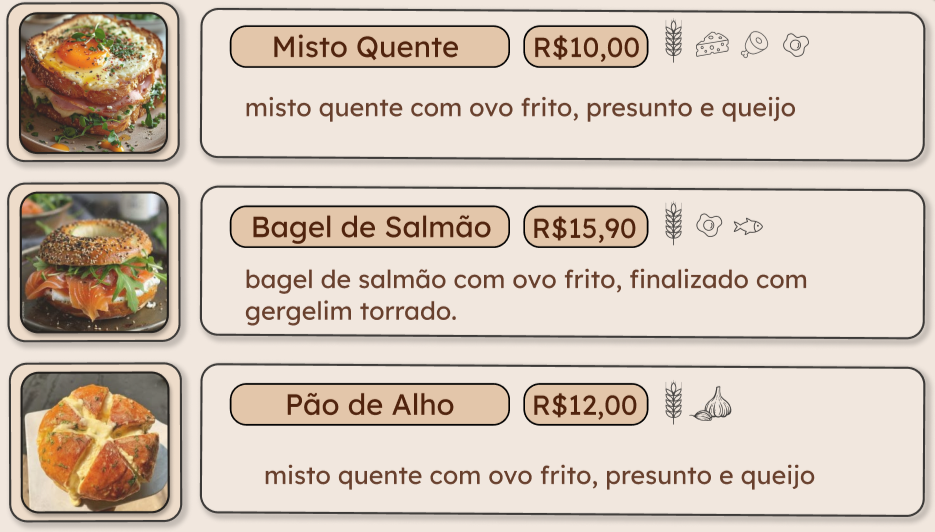 Misto Quente R$10,00
misto quente com ovo frito, presunto e queijo
Bagel de Salmão R$15,90
bagel de salmão com ovo frito, finalizado com
gergelim torrado.
Pão de Alho R$12,00
misto quente com ovo frito, presunto e queijo